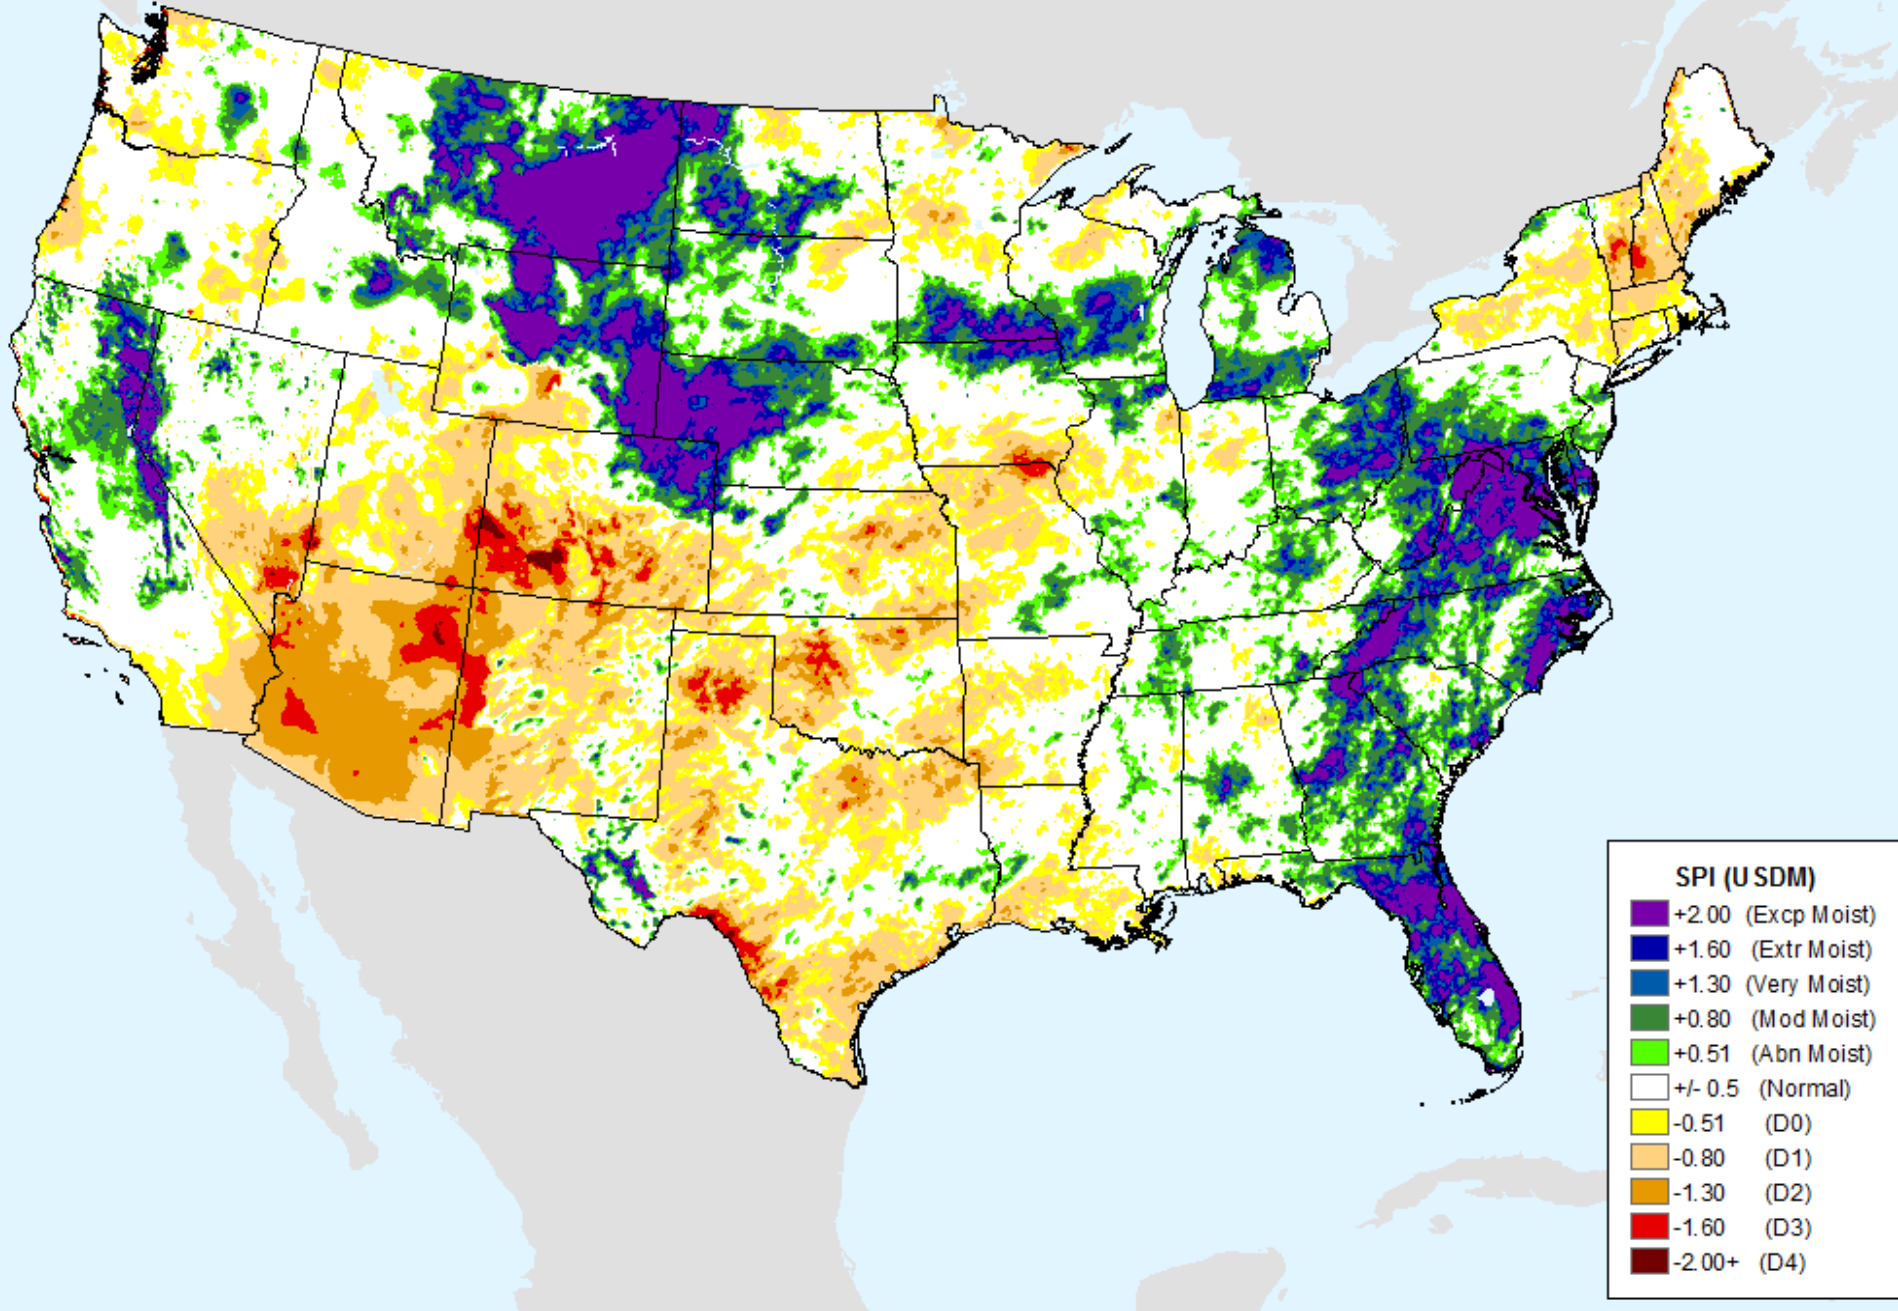 SPI (USDM)
+2.00 (Excp Moist)
+1.60 (Extr Moist)
+1.30 (Very Moist)
+0.80 (Mod Moist)
+0.51 (Abn Moist)
+/- 0.5 (Normal)
-0.51 (D0)
-0.80 (D1)
-1.30 (D2)
-1.60 (D3)
-2.00+ (D4)